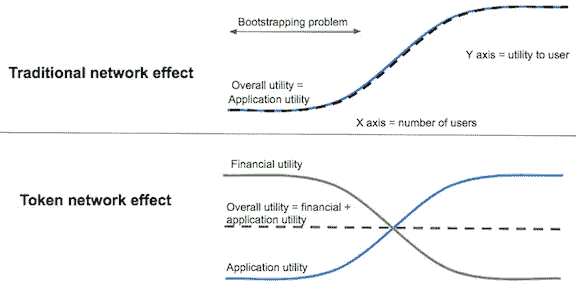 Bootstrapping problem
Traditional network effect
Y axis = utility to user
Overall utility =
Application utility
X axis = number of users
Financial utility
Token network effect
Overall utility = financial +
application utility
Application utility